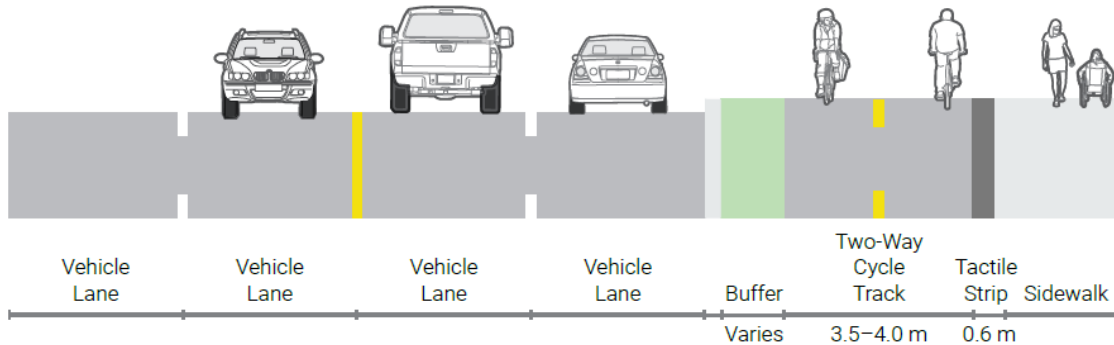 Vehicle
Lane
Vehicle
Lane
Vehicle
Lane
Vehicle
Lane
Buffer
Varies
Two-Way
Cycle
Track
3.5–4.0 m
Tactile
Strip
0.6 m
Sidewalk